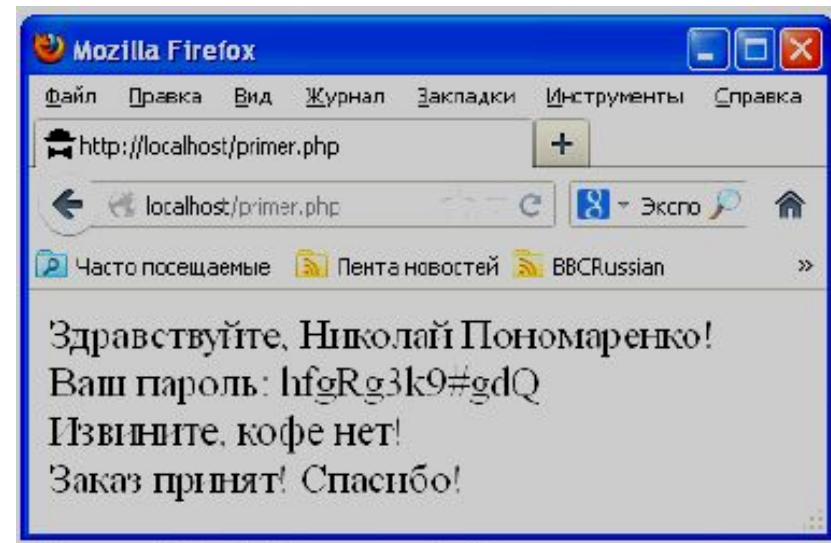 Mozilla Firefox
Файл Правка Вид Журнал Закладки Инструменты Справка
http://localhost/primer.php
localhost/primer.php Экспо
Часто посещаемые Лента новостей BBCRussian
Здравствуйте, Николай Пономаренко!
Ваш пароль: hfgRg3k9#gdQ
Извините, кофе нет!
Заказ принят! Спасибо!